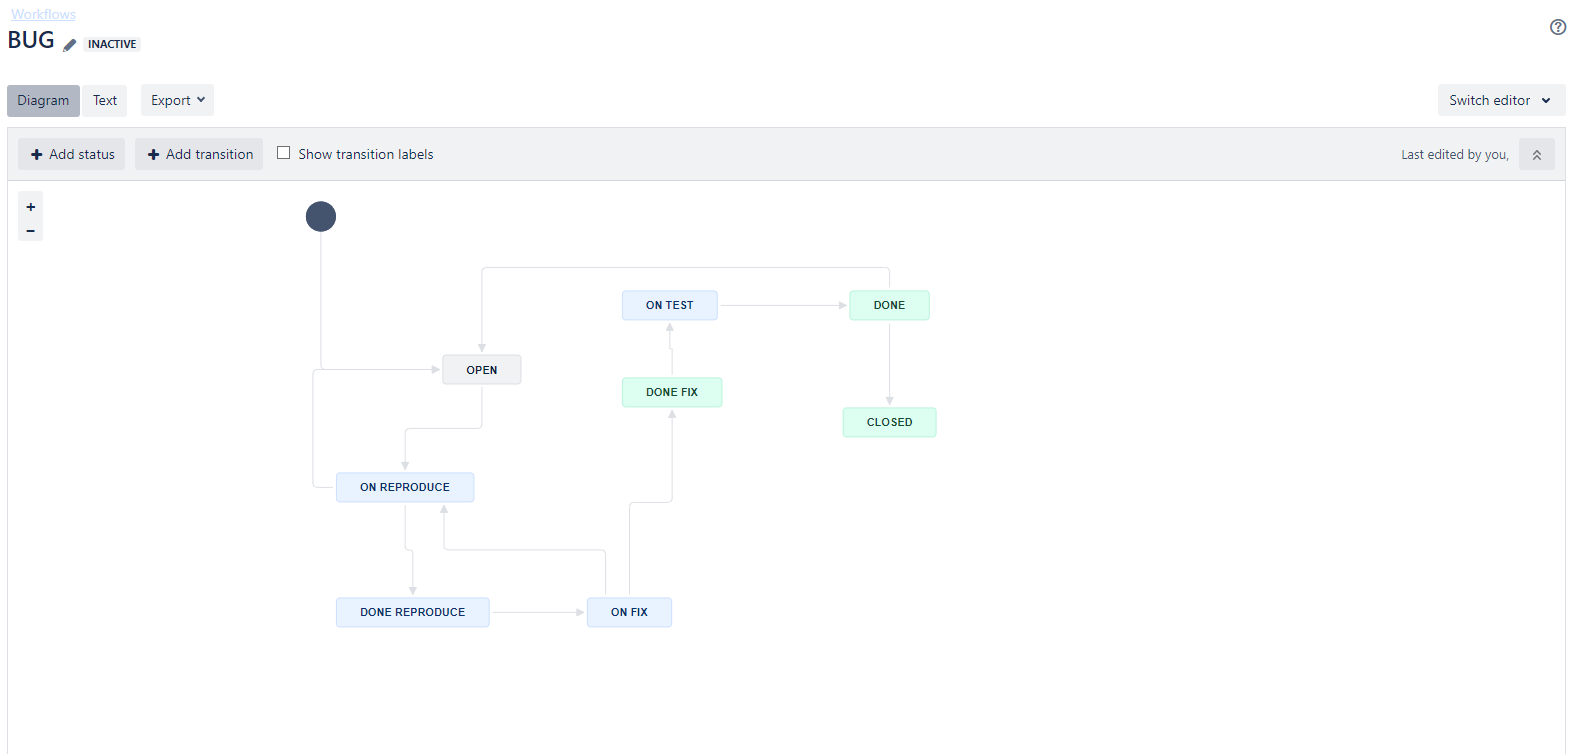 Workflows
BUG INACTIVE
Diagram Text Export Switch editor
+ Add status + Add transition Show transition labels Last edited by you,
+
−
ON TEST DONE
OPEN
DONE FIX
CLOSED
ON REPRODUCE
DONE REPRODUCE ON FIX